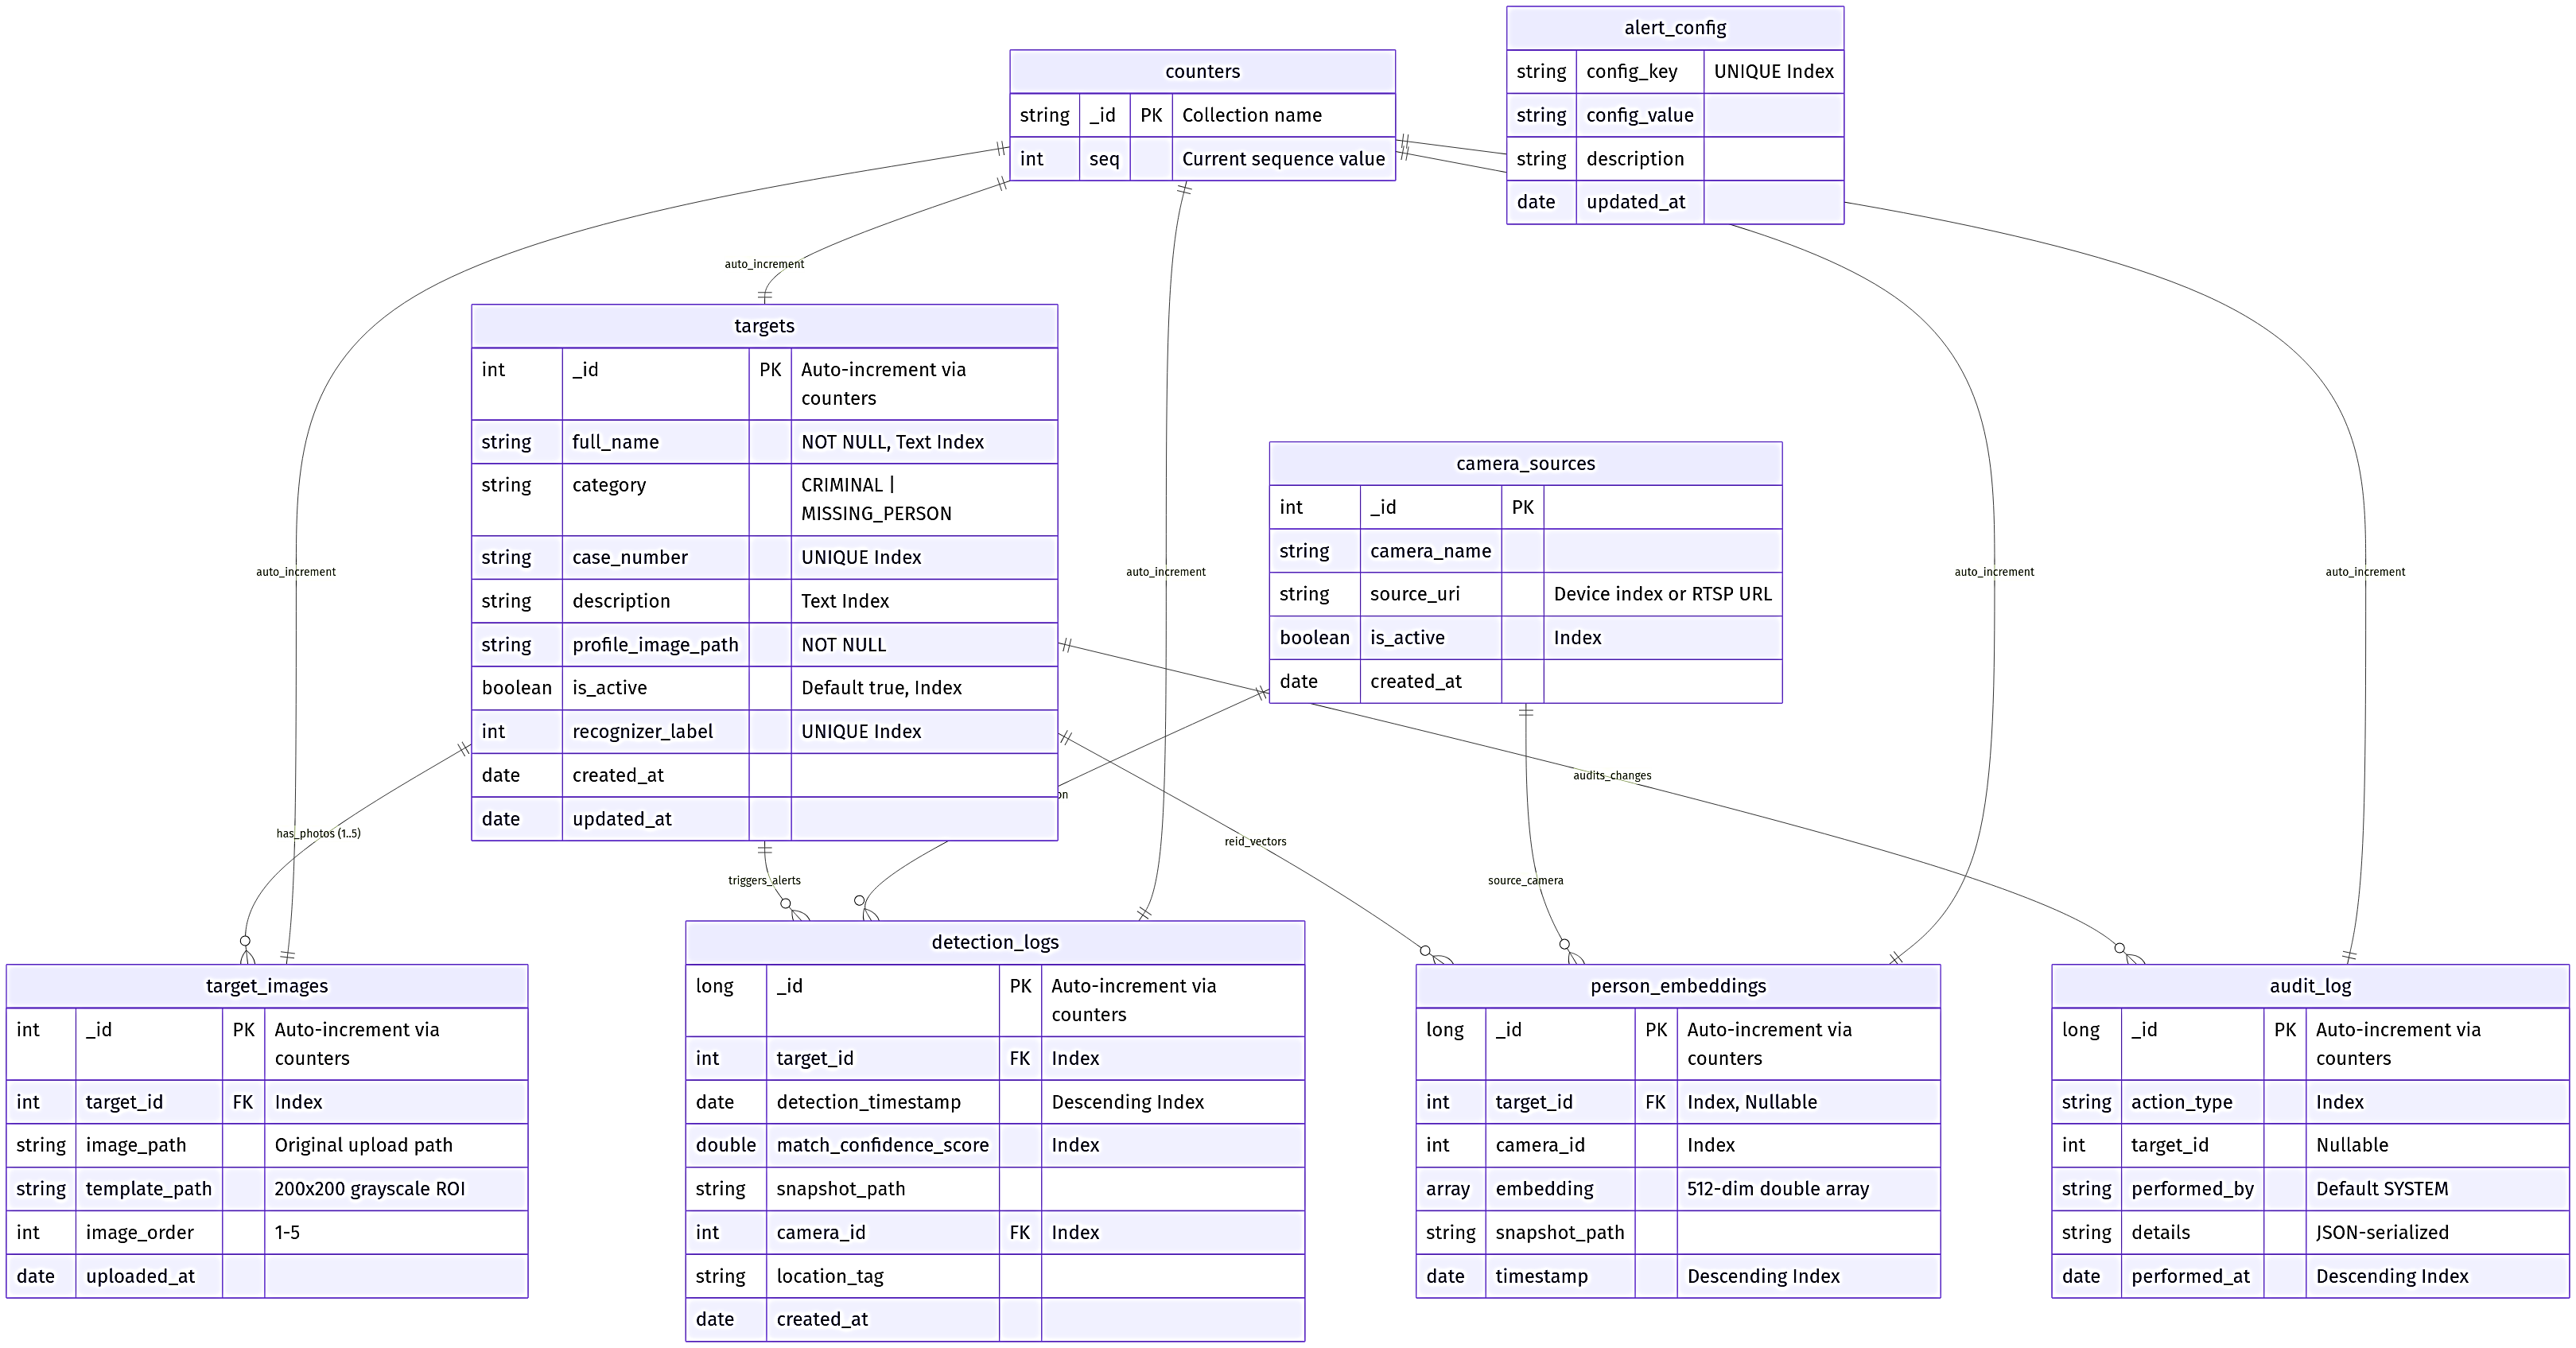 alert_config
string config_key UNIQUE Index
string config_value
string description
date updated_at
counters
string _id PK Collection name
int seq Current sequence value
auto_increment
targets
int _id PK Auto-increment via
counters
string full_name NOT NULL, Text Index
string category CRIMINAL |
MISSING_PERSON
string case_number UNIQUE Index
string description Text Index
string profile_image_path NOT NULL
boolean is_active Default true, Index
int recognizer_label UNIQUE Index
date created_at
date updated_at
camera_sources
int _id PK
string camera_name
string source_uri Device index or RTSP URL
boolean is_active Index
date created_at
auto_increment
auto_increment
auto_increment
auto_increment
audits_changes
on
has_photos (1..5)
reid_vectors
triggers_alerts
source_camera
target_images
int _id PK Auto-increment via
counters
int target_id FK Index
string image_path Original upload path
string template_path 200x200 grayscale ROI
int image_order 1-5
date uploaded_at
detection_logs
long _id PK Auto-increment via
counters
int target_id FK Index
date detection_timestamp Descending Index
double match_confidence_score Index
string snapshot_path
int camera_id FK Index
string location_tag
date created_at
person_embeddings
long _id PK Auto-increment via
counters
int target_id FK Index, Nullable
int camera_id Index
array embedding 512-dim double array
string snapshot_path
date timestamp Descending Index
audit_log
long _id PK Auto-increment via
counters
string action_type Index
int target_id Nullable
string performed_by Default SYSTEM
string details JSON-serialized
date performed_at Descending Index